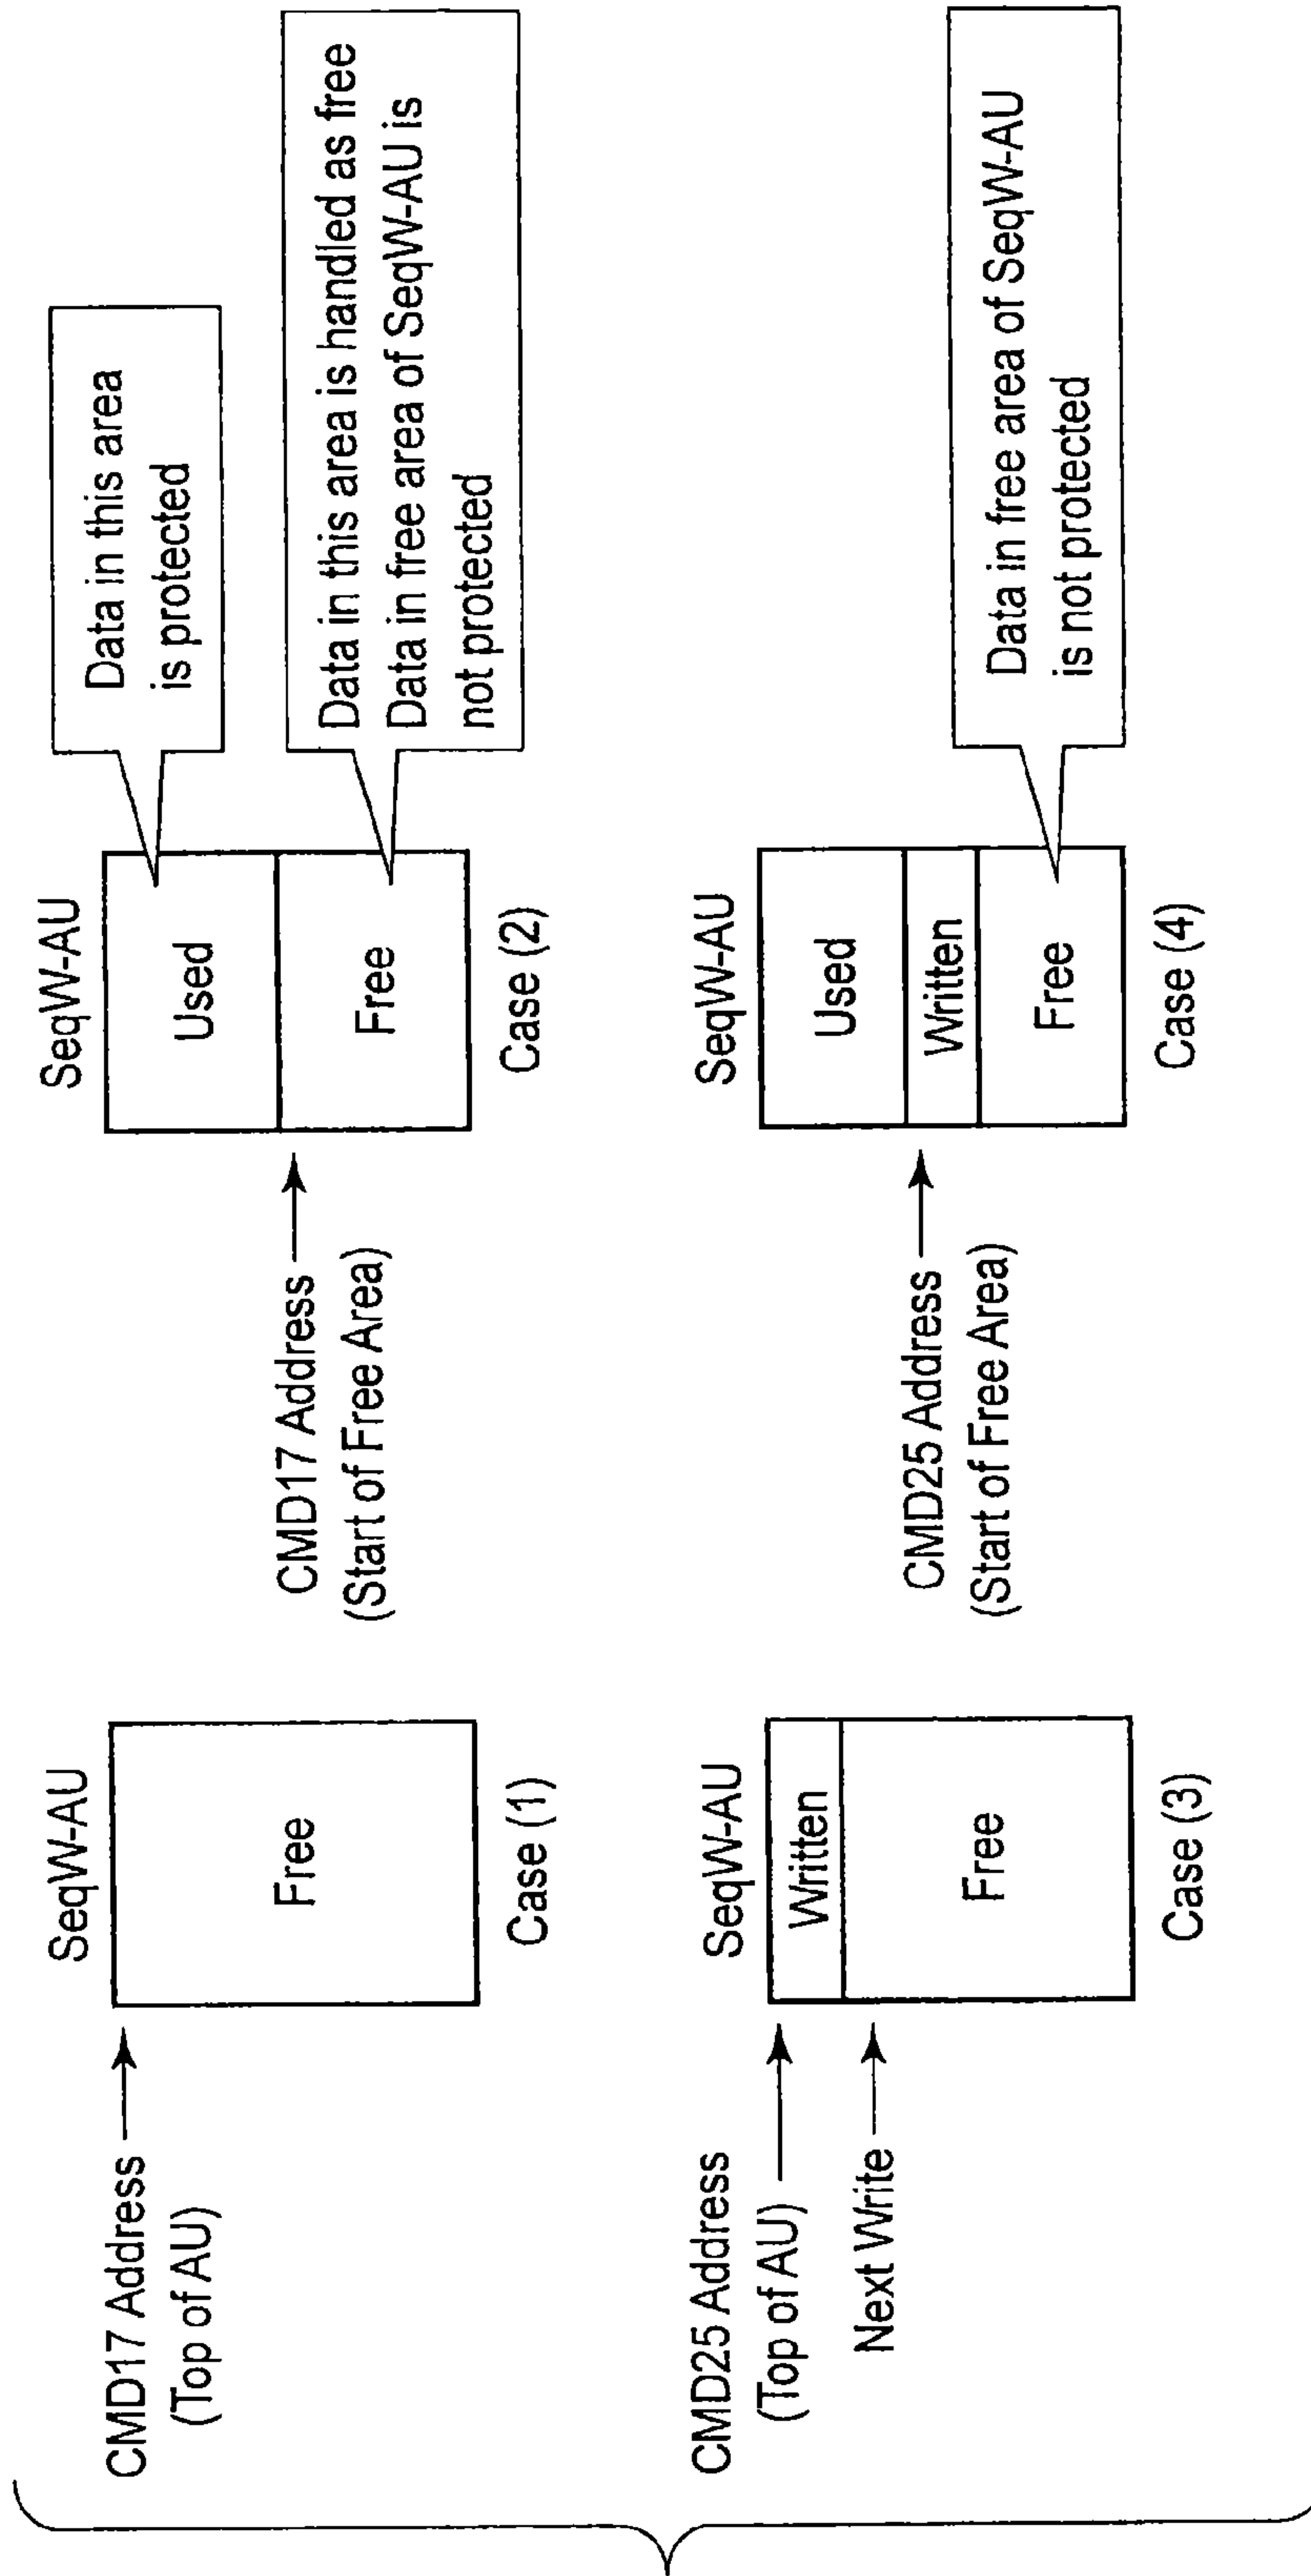 SeqW-AU
CMD17 Address
(Top of AU)
Free
Case (1)
SeqW-AU
CMD17 Address
(Start of Free Area)
Used
Free
Case (2)
Data in this area
is protected
Data in this area is handled as free
Data in free area of SeqW-AU is
not protected
SeqW-AU
CMD25 Address
(Top of AU)
Next Write
Written
Free
Case (3)
SeqW-AU
CMD25 Address
(Start of Free Area)
Used
Written
Free
Case (4)
Data in free area of SeqW-AU
is not protected